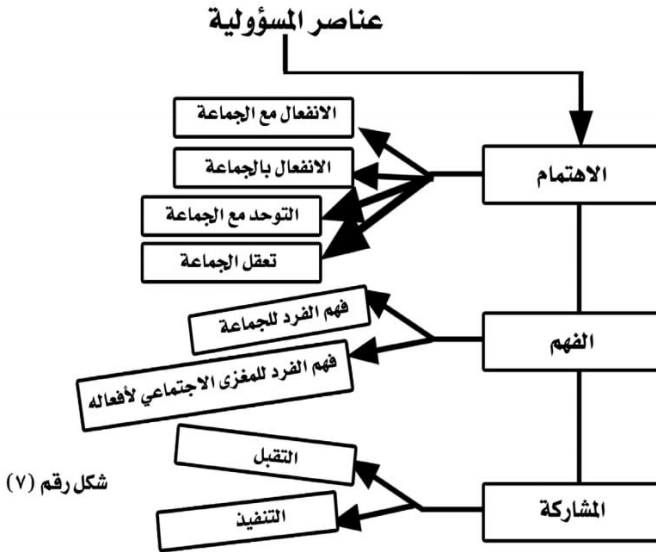 عناصر المسؤولية
الاهتمام
الانفعال مع الجماعة
الانفعال بالجماعة
التوحد مع الجماعة
تعقل الجماعة
الفهم
فهم الفرد للجماعة
فهم الفرد للمغزى الاجتماعي لأفعاله
المشاركة
التقبل
التنفيذ
شكل رقم (٧)